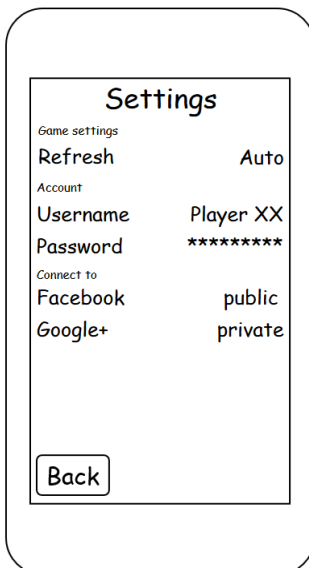 Settings
Game settings
Refresh Auto
Account
Username Player XX
Password *********
Connect to
Facebook public
Google+ private
Back